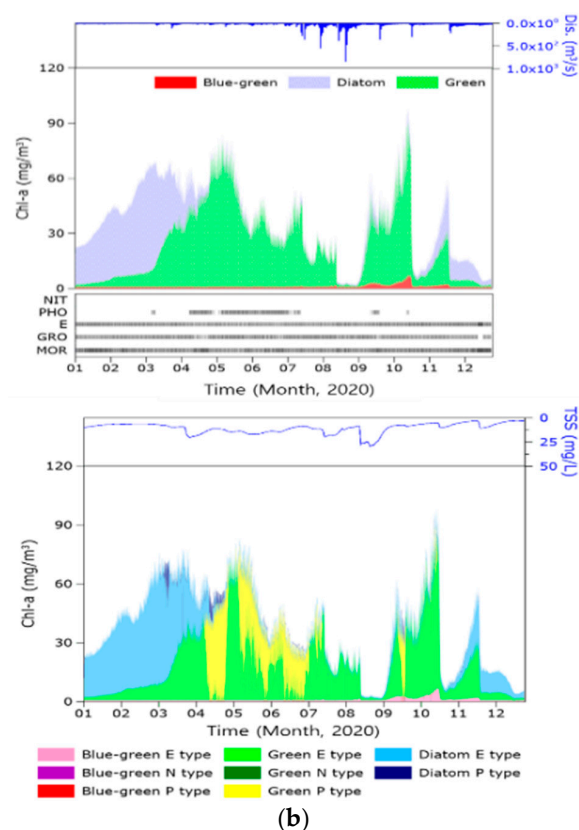 0.0x10⁰
5.0x10²
1.0x10³
Dis. (m³/s)
120
90
60
30
0
Chl-a (mg/m³)
Blue-green Diatom Green
NIT
PHO
E
GRO
MOR
01 02 03 04 05 06 07 08 09 10 11 12
Time (Month, 2020)
0
25
50
TSS (mg/L)
120
90
60
30
0
Chl-a (mg/m³)
01 02 03 04 05 06 07 08 09 10 11 12
Time (Month, 2020)
Blue-green E type Green E type Diatom E type
Blue-green N type Green N type Diatom P type
Blue-green P type Green P type
(b)